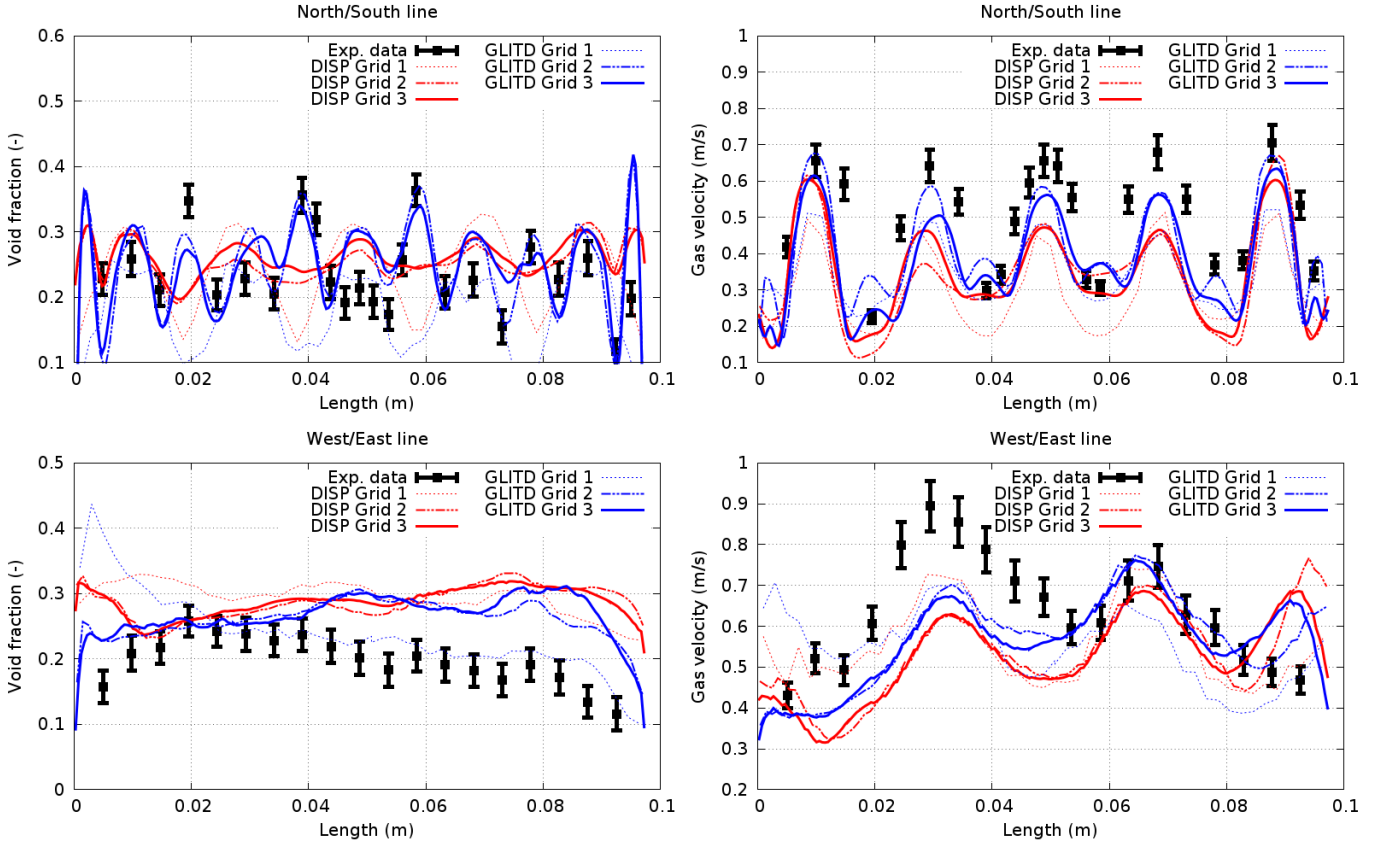 North/South line
0.6
0.5
0.4
0.3
0.2
0.1
Void fraction (-)
Exp. data
DISP Grid 1
DISP Grid 2
DISP Grid 3
GLITD Grid 1
GLITD Grid 2
GLITD Grid 3
0 0.02 0.04 0.06 0.08 0.1
Length (m)
North/South line
1
0.9
0.8
0.7
0.6
0.5
0.4
0.3
0.2
0.1
Gas velocity (m/s)
Exp. data
DISP Grid 1
DISP Grid 2
DISP Grid 3
GLITD Grid 1
GLITD Grid 2
GLITD Grid 3
0 0.02 0.04 0.06 0.08 0.1
Length (m)
West/East line
0.5
0.4
0.3
0.2
0.1
0
Void fraction (-)
Exp. data
DISP Grid 1
DISP Grid 2
DISP Grid 3
GLITD Grid 1
GLITD Grid 2
GLITD Grid 3
0 0.02 0.04 0.06 0.08 0.1
Length (m)
West/East line
1
0.9
0.8
0.7
0.6
0.5
0.4
0.3
0.2
Gas velocity (m/s)
Exp. data
DISP Grid 1
DISP Grid 2
DISP Grid 3
GLITD Grid 1
GLITD Grid 2
GLITD Grid 3
0 0.02 0.04 0.06 0.08 0.1
Length (m)